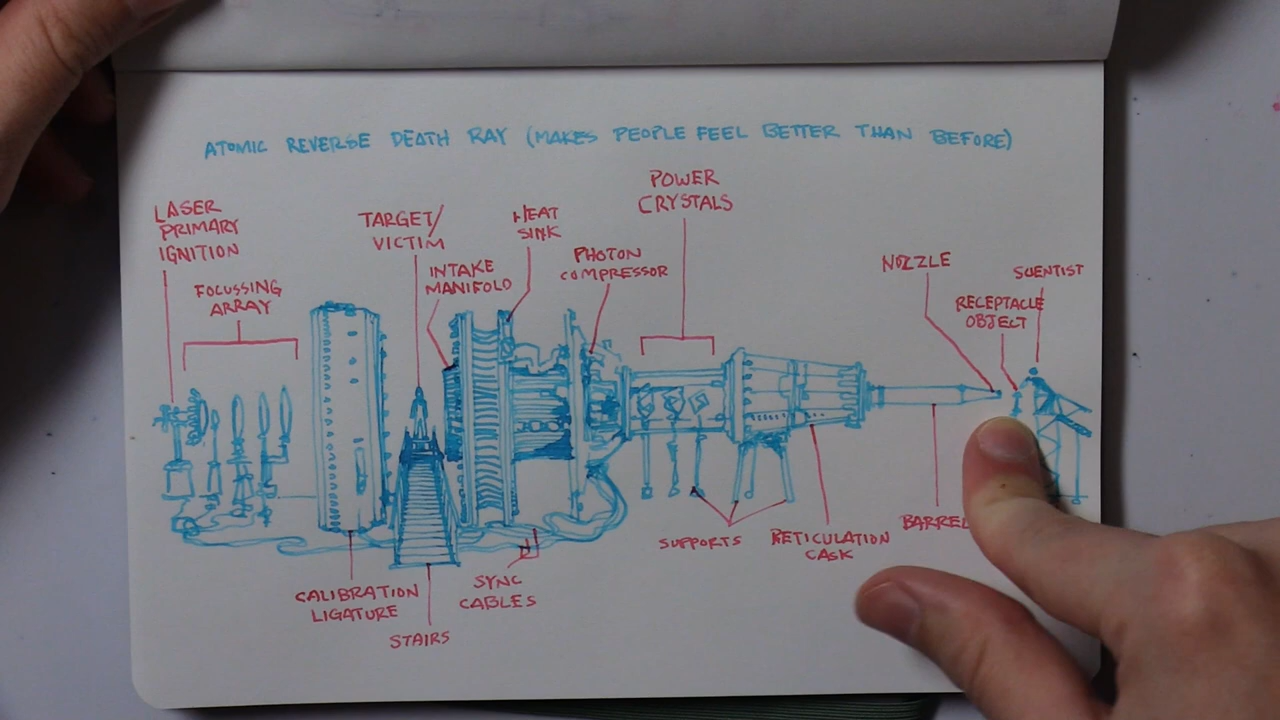 ATOMIC REVERSE DEATH RAY (MAKES PEOPLE FEEL BETTER THAN BEFORE)
LASER
PRIMARY
IGNITION
FOCUSSING
ARRAY
TARGET/
VICTIM
INTAKE
MANIFOLD
HEAT
SINK
PHOTON
COMPRESSOR
POWER
CRYSTALS
NOZZLE
RECEPTACLE
OBJECT
SCIENTIST
CALIBRATION
LIGATURE
STAIRS
SYNC
CABLES
SUPPORTS
RETICULATION
CASK
BARREL